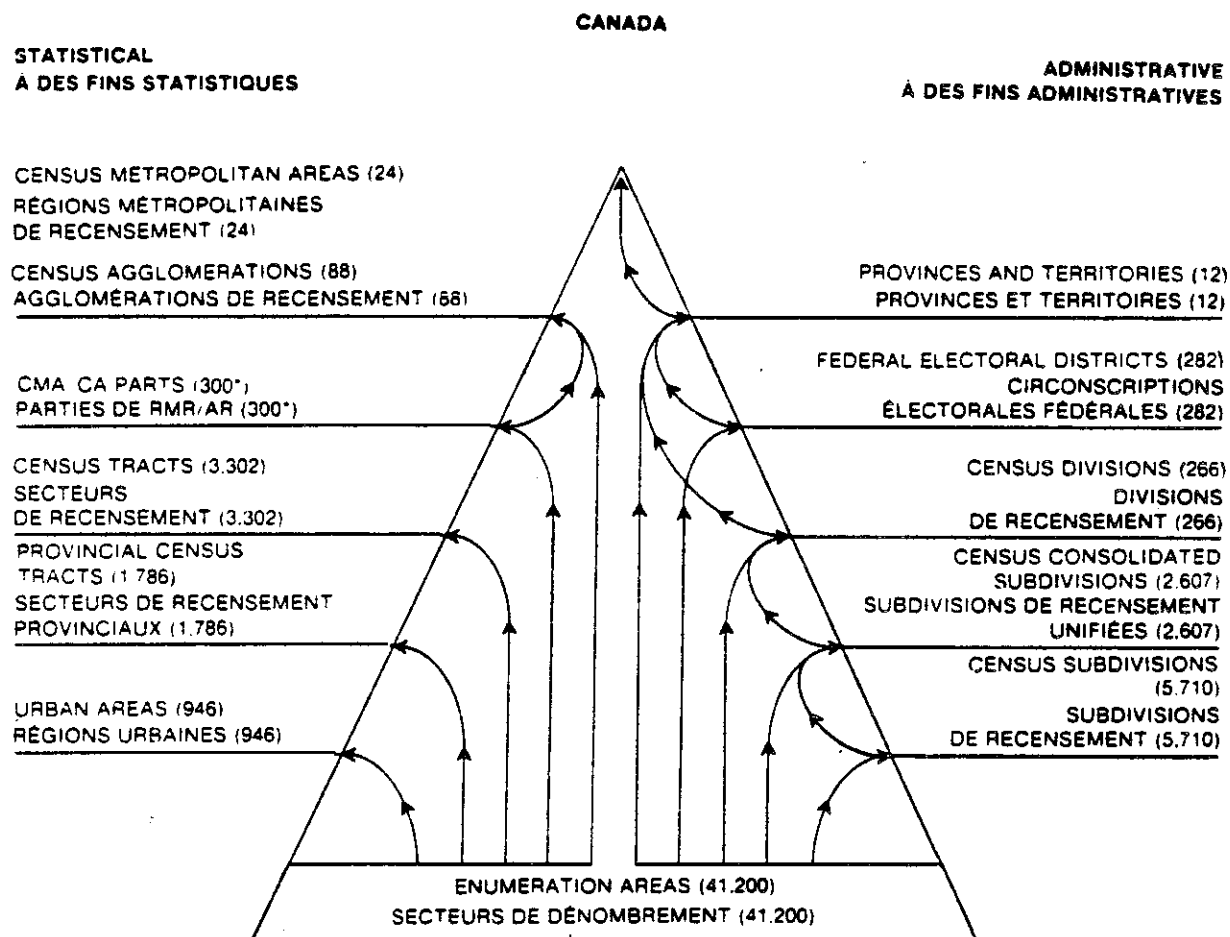 CANADA
STATISTICAL
À DES FINS STATISTIQUES
ADMINISTRATIVE
À DES FINS ADMINISTRATIVES
CENSUS METROPOLITAN AREAS (24)
RÉGIONS MÉTROPOLITAINES
DE RECENSEMENT (24)
CENSUS AGGLOMERATIONS (88)
AGGLOMÉRATIONS DE RECENSEMENT (88)
CMA CA PARTS (300*)
PARTIES DE RMR/AR (300*)
CENSUS TRACTS (3.302)
SECTEURS
DE RECENSEMENT (3.302)
PROVINCIAL CENSUS
TRACTS (1.786)
SECTEURS DE RECENSEMENT
PROVINCIAUX (1.786)
URBAN AREAS (946)
RÉGIONS URBAINES (946)
PROVINCES AND TERRITORIES (12)
PROVINCES ET TERRITOIRES (12)
FEDERAL ELECTORAL DISTRICTS (282)
CIRCONSCRIPTIONS
ÉLECTORALES FÉDÉRALES (282)
CENSUS DIVISIONS (266)
DIVISIONS
DE RECENSEMENT (266)
CENSUS CONSOLIDATED
SUBDIVISIONS (2.607)
SUBDIVISIONS DE RECENSEMENT
UNIFIÉES (2,607)
CENSUS SUBDIVISIONS
(5.710)
SUBDIVISIONS
DE RECENSEMENT (5,710)
ENUMERATION AREAS (41.200)
SECTEURS DE DÉNOMBREMENT (41.200)